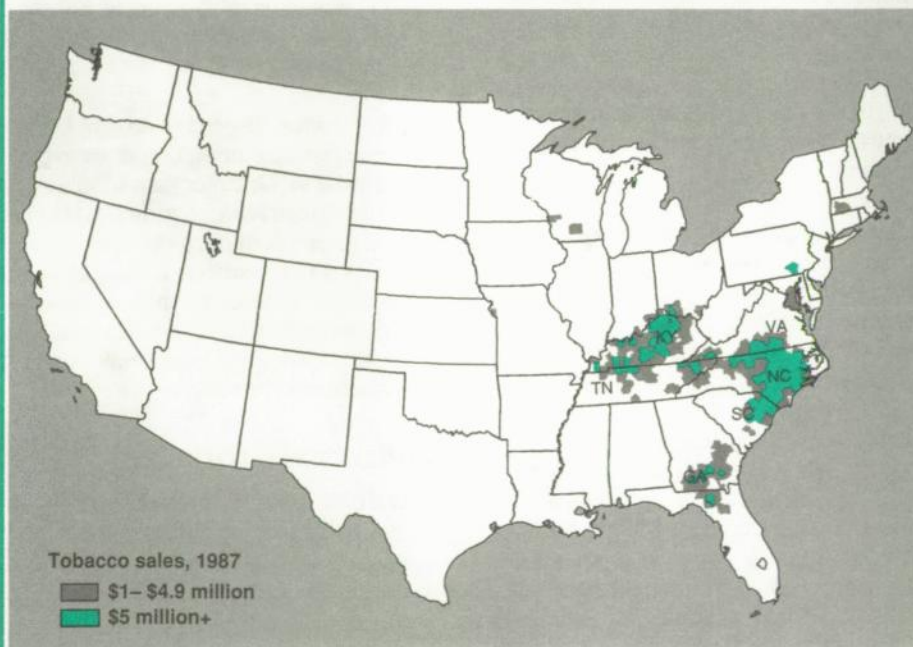 KY
VA
TN
NC
SC
GA
Tobacco sales, 1987
$1– $4.9 million
$5 million+